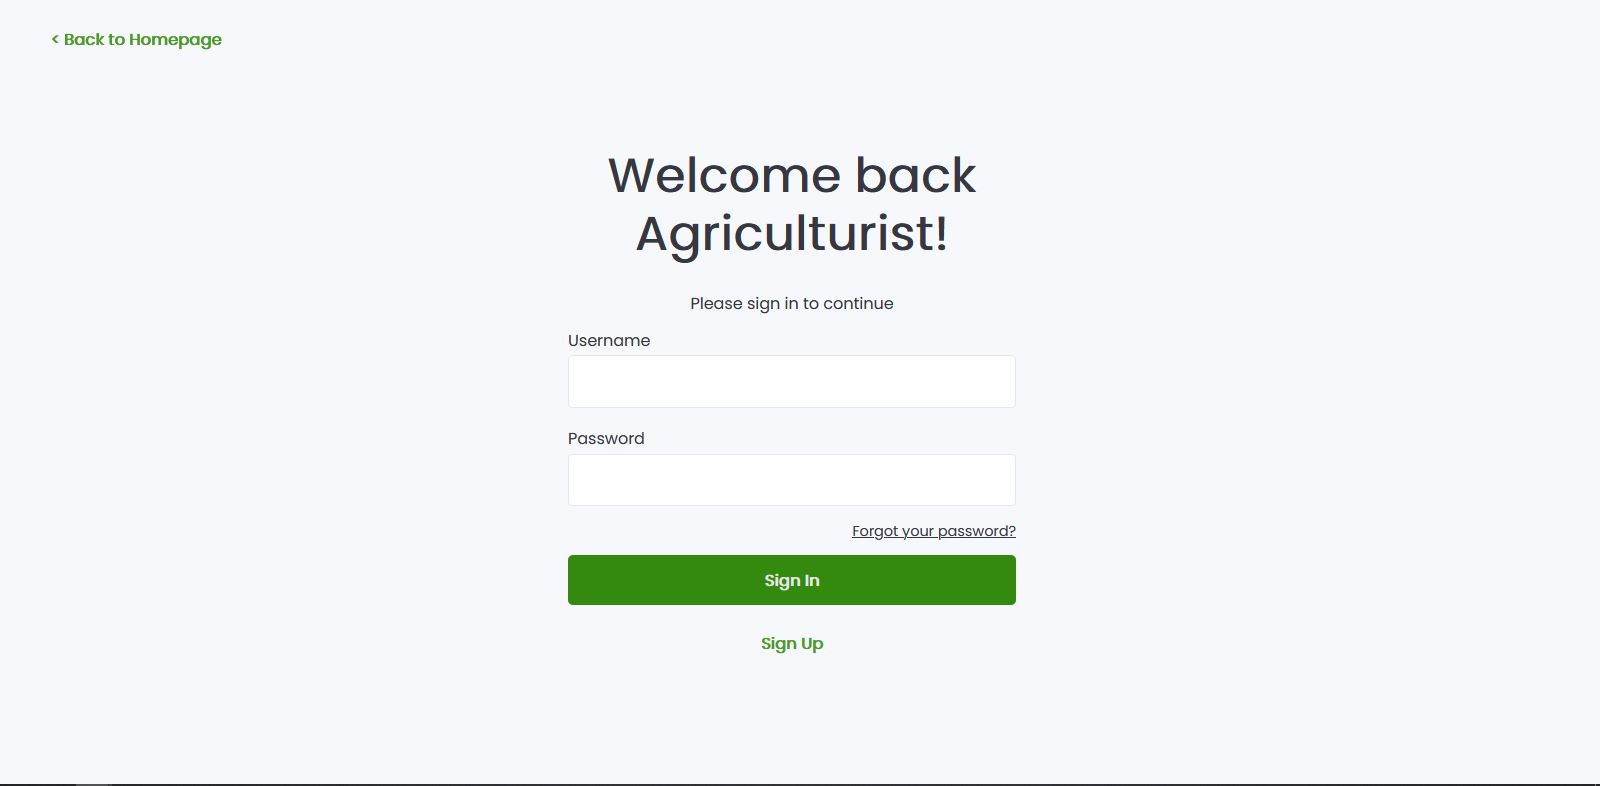 < Back to Homepage
Welcome back
Agriculturist!
Please sign in to continue
Username
Password
Forgot your password?
Sign In
Sign Up